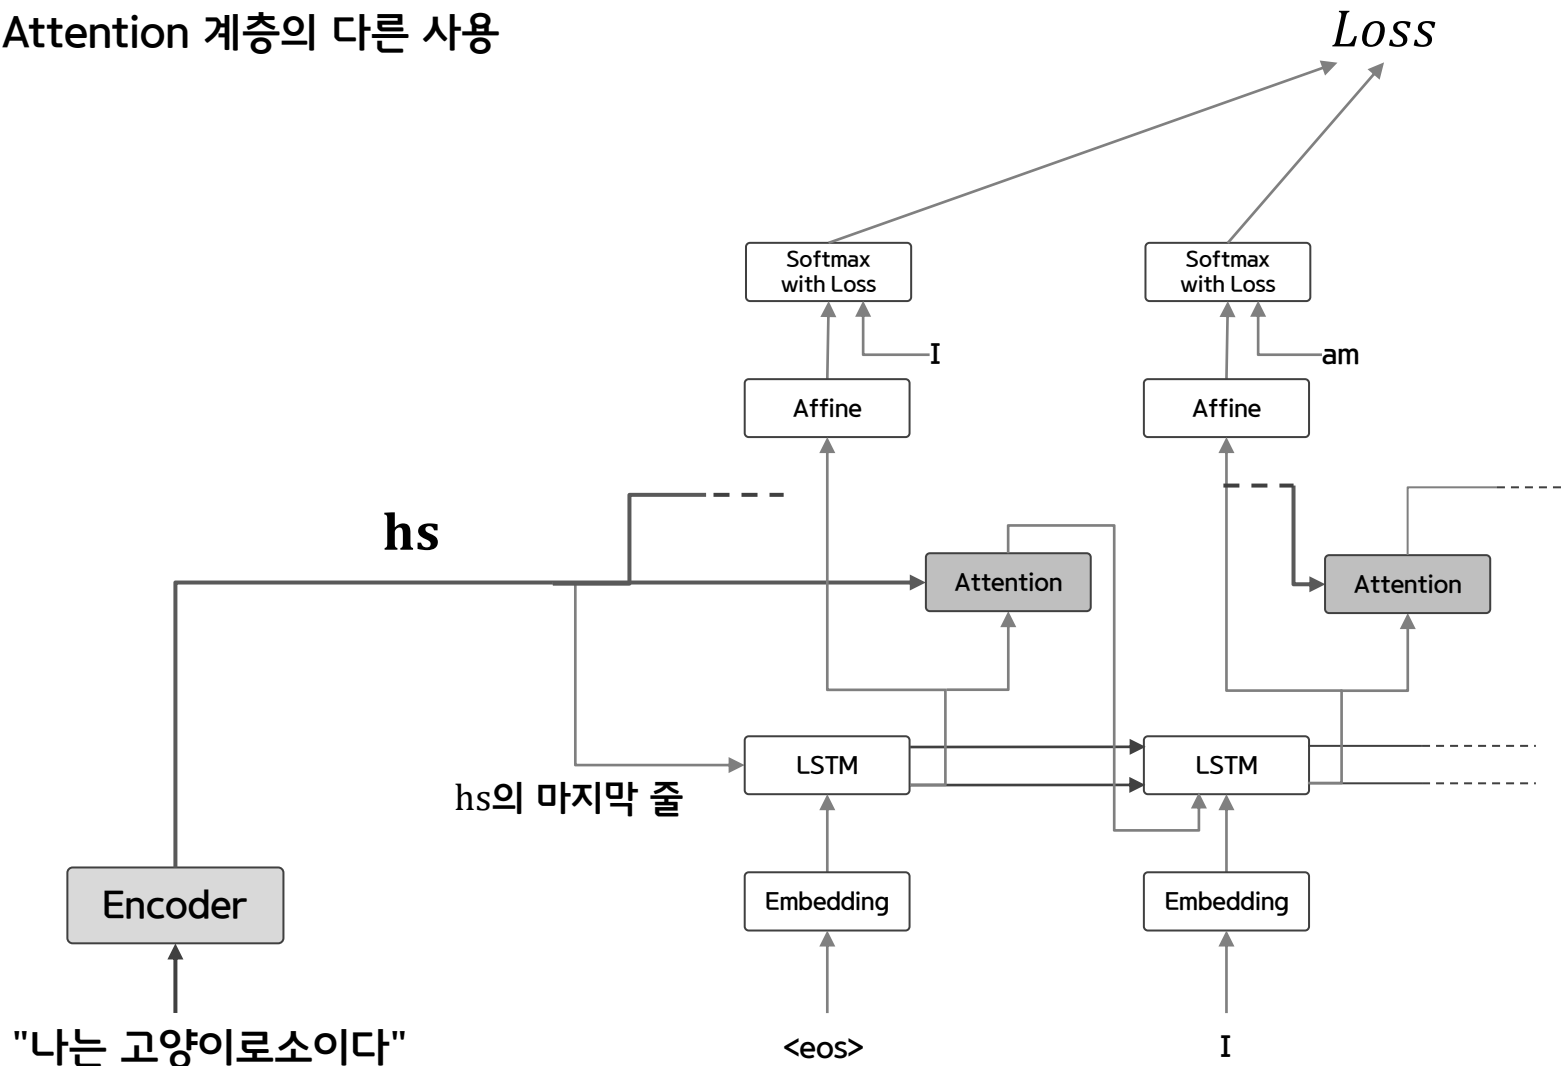 Attention 계층의 다른 사용
Loss
Softmax
with Loss
Softmax
with Loss
I
am
Affine
Affine
hs
Attention
Attention
LSTM
LSTM
hs의 마지막 줄
Encoder
Embedding
Embedding
"나는 고양이로소이다"
<eos>
I